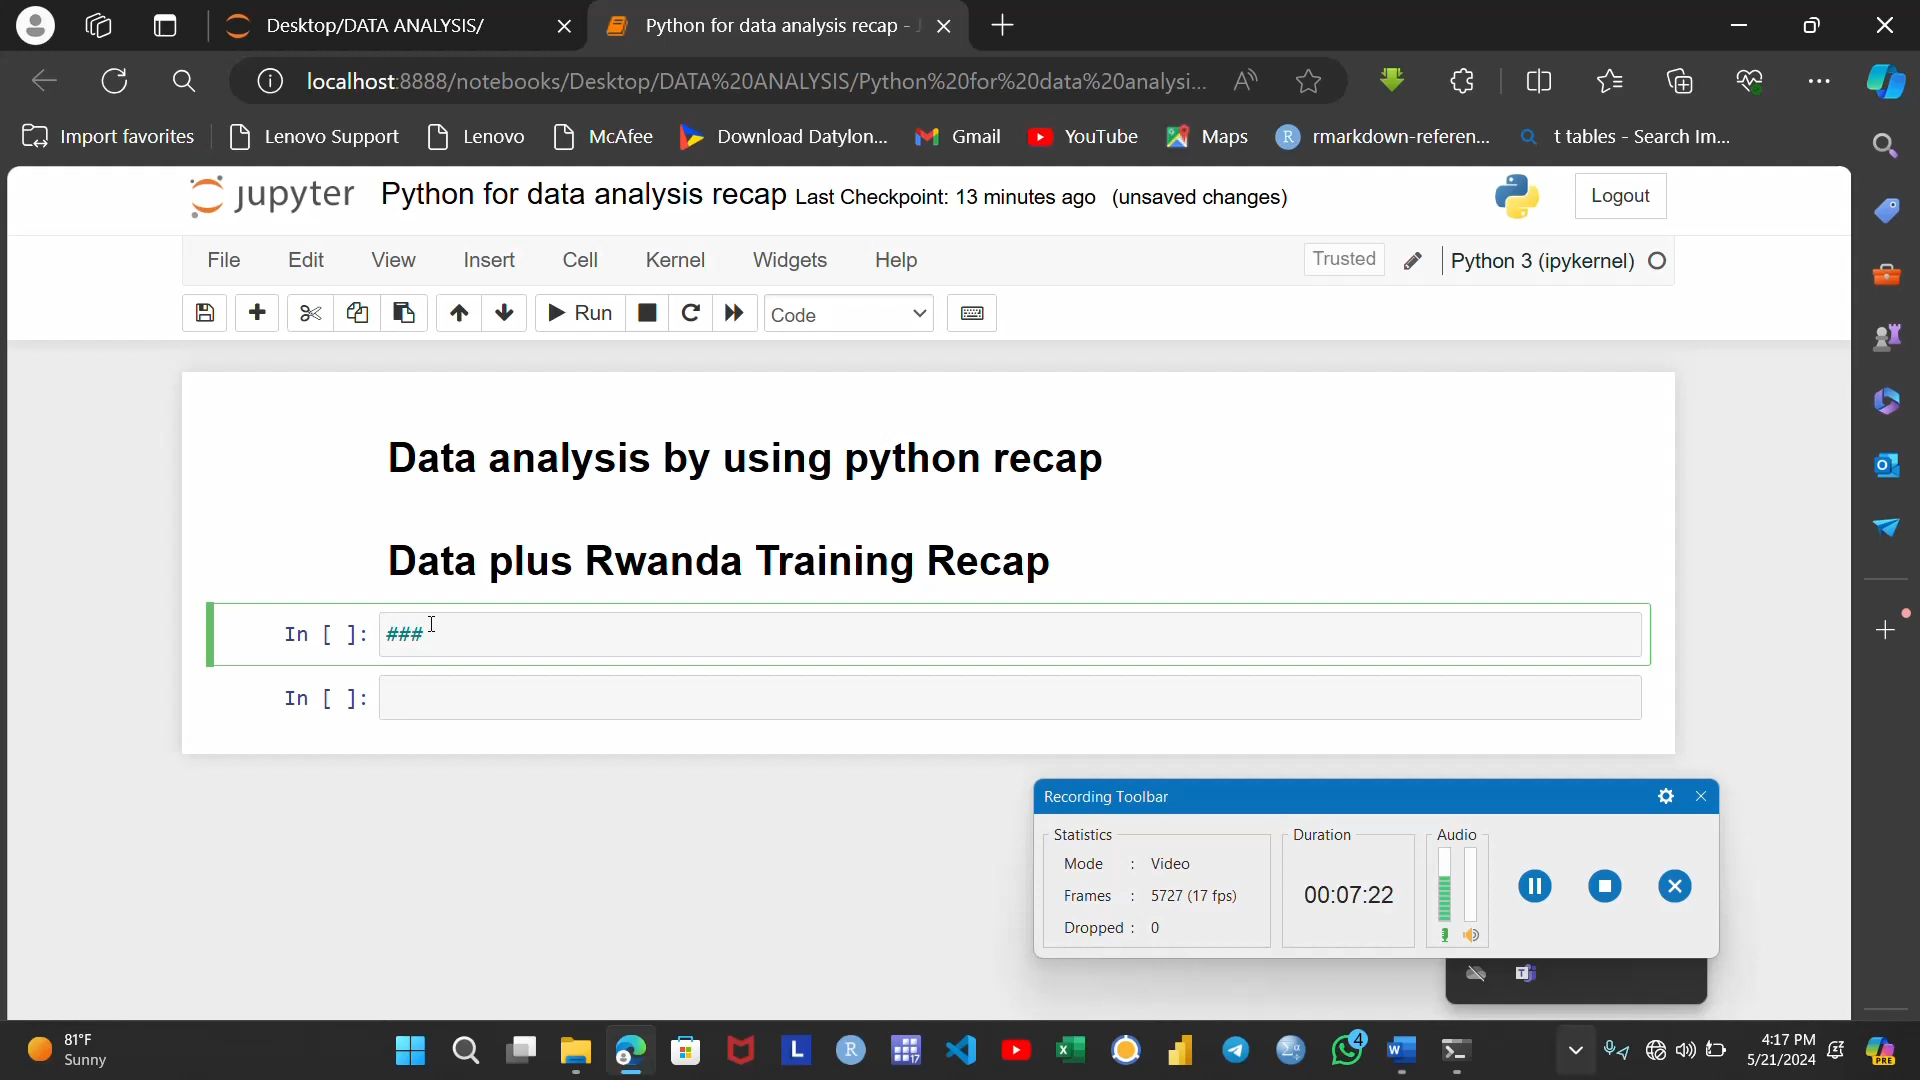 Desktop/DATA ANALYSIS/
Python for data analysis recap -
localhost:8888/notebooks/Desktop/DATA%20ANALYSIS/Python%20for%20data%20analysi...
Import favorites
Lenovo Support
Lenovo
McAfee
Download Datylon...
Gmail
YouTube
Maps
rmarkdown-referen...
t tables - Search Im...
jupyter Python for data analysis recap Last Checkpoint: 13 minutes ago (unsaved changes)
Logout
File Edit View Insert Cell Kernel Widgets Help
Trusted
Python 3 (ipykernel)
Run
Code
Data analysis by using python recap
Data plus Rwanda Training Recap
In [ ]: ###
In [ ]:
Recording Toolbar
Statistics
Mode : Video
Frames : 5727 (17 fps)
Dropped : 0
Duration
00:07:22
Audio
81°F
Sunny
4
4:17 PM
5/21/2024
PRE